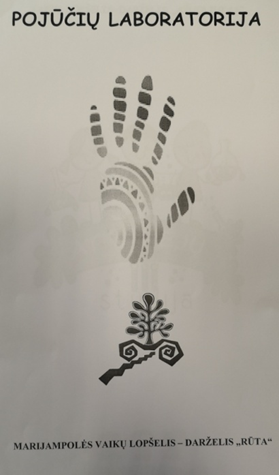 POJŪČIŲ LABORATORIJA
MARIJAMPOLĖS VAIKŲ LOPŠELIS – DARŽELIS „RŪTA“